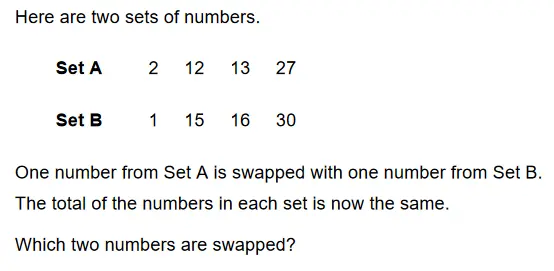 Here are two sets of numbers.
Set A 2 12 13 27
Set B 1 15 16 30
One number from Set A is swapped with one number from Set B.
The total of the numbers in each set is now the same.
Which two numbers are swapped?